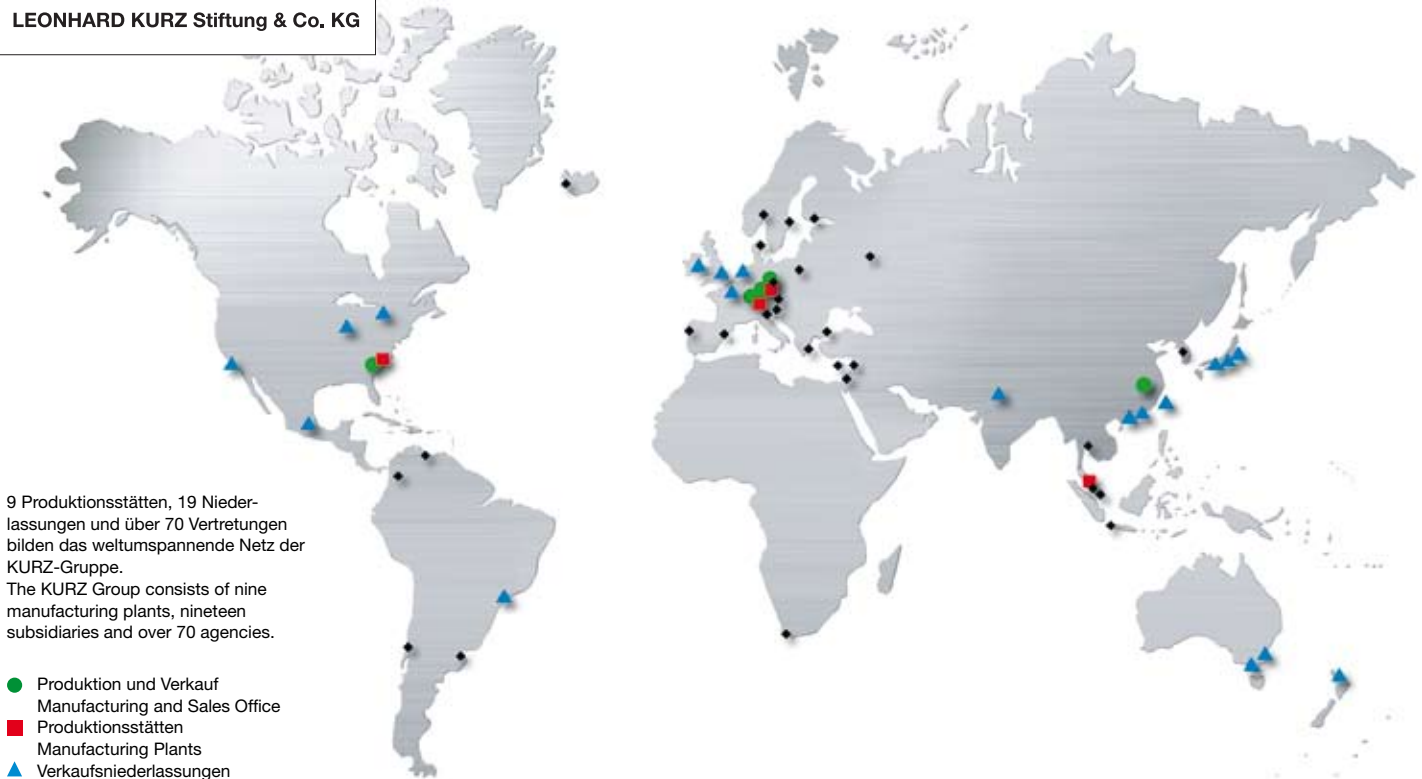 LEONHARD KURZ Stiftung & Co. KG
9 Produktionsstätten, 19 Nieder-
lassungen und über 70 Vertretungen
bilden das weltumspannende Netz der
KURZ-Gruppe.
The KURZ Group consists of nine
manufacturing plants, nineteen
subsidiaries and over 70 agencies.
Produktion und Verkauf
Manufacturing and Sales Office
Produktionsstätten
Manufacturing Plants
Verkaufsniederlassungen